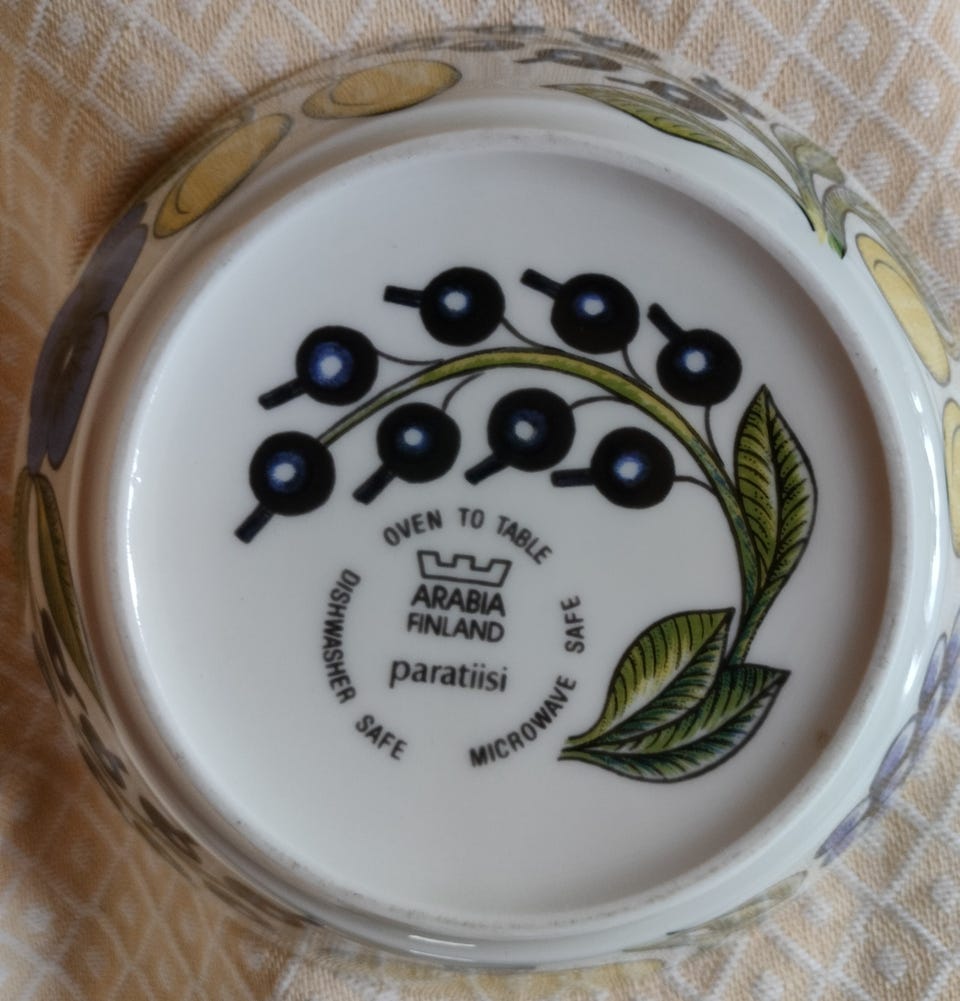 OVEN TO TABLE
ARABIA
FINLAND
paratiisi
DISHWASHER SAFE
MICROWAVE SAFE